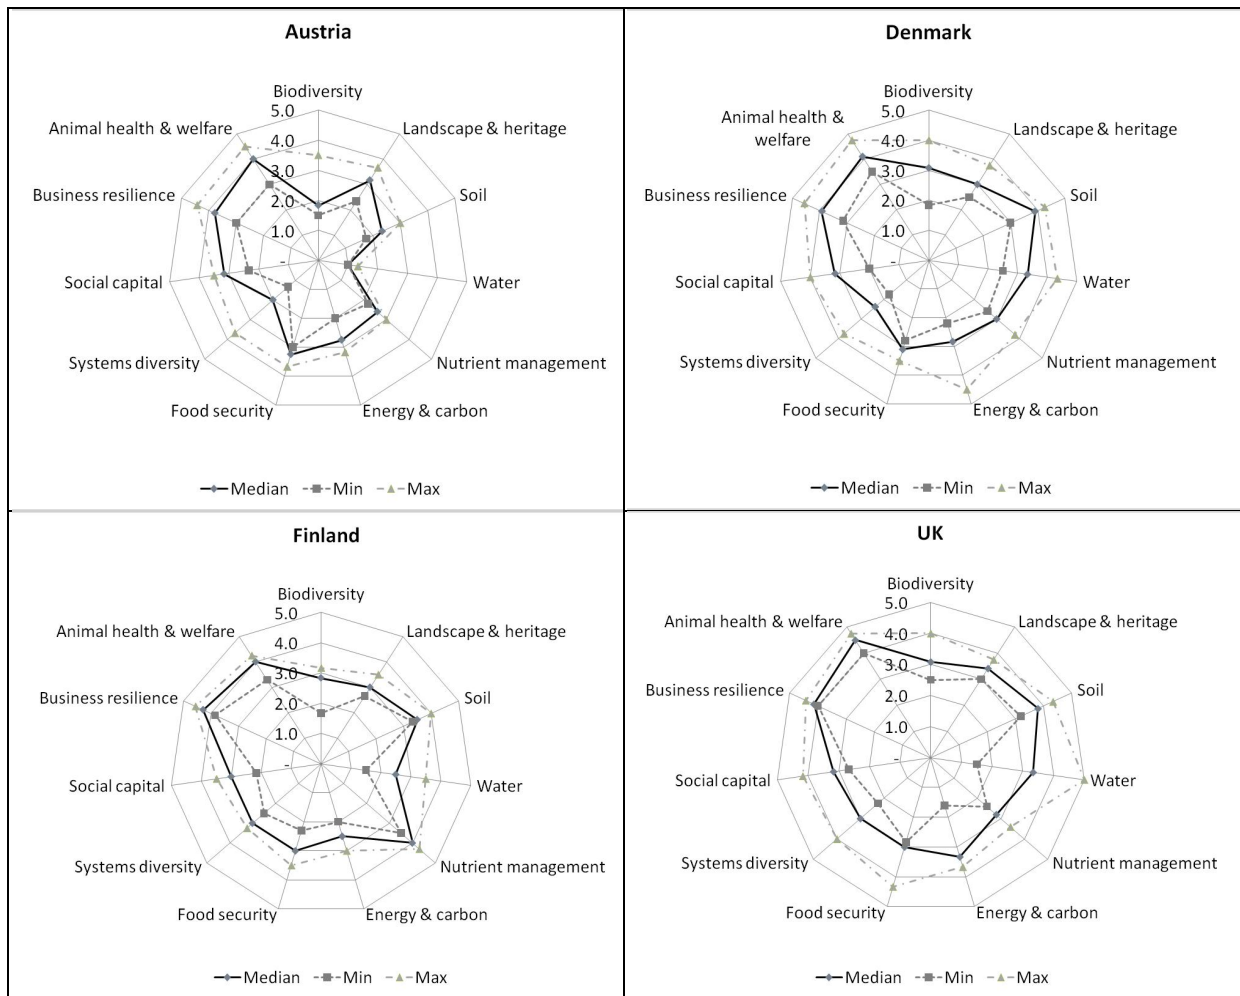 Austria
Biodiversity
5.0
Animal health & welfare
Landscape & heritage
4.0
3.0
Business resilience
Soil
2.0
1.0
-
Social capital
Water
Systems diversity
Nutrient management
Food security
Energy & carbon
Median
Min
Max
Denmark
Biodiversity
5.0
Animal health &
welfare
Landscape & heritage
4.0
3.0
Business resilience
Soil
2.0
1.0
-
Social capital
Water
Systems diversity
Nutrient management
Food security
Energy & carbon
Median
Min
Max
Finland
Biodiversity
5.0
Animal health & welfare
Landscape & heritage
4.0
3.0
Business resilience
Soil
2.0
1.0
-
Social capital
Water
Systems diversity
Nutrient management
Food security
Energy & carbon
Median
Min
Max
UK
Biodiversity
5.0
Animal health & welfare
Landscape & heritage
4.0
3.0
Business resilience
Soil
2.0
1.0
-
Social capital
Water
Systems diversity
Nutrient management
Food security
Energy & carbon
Median
Min
Max